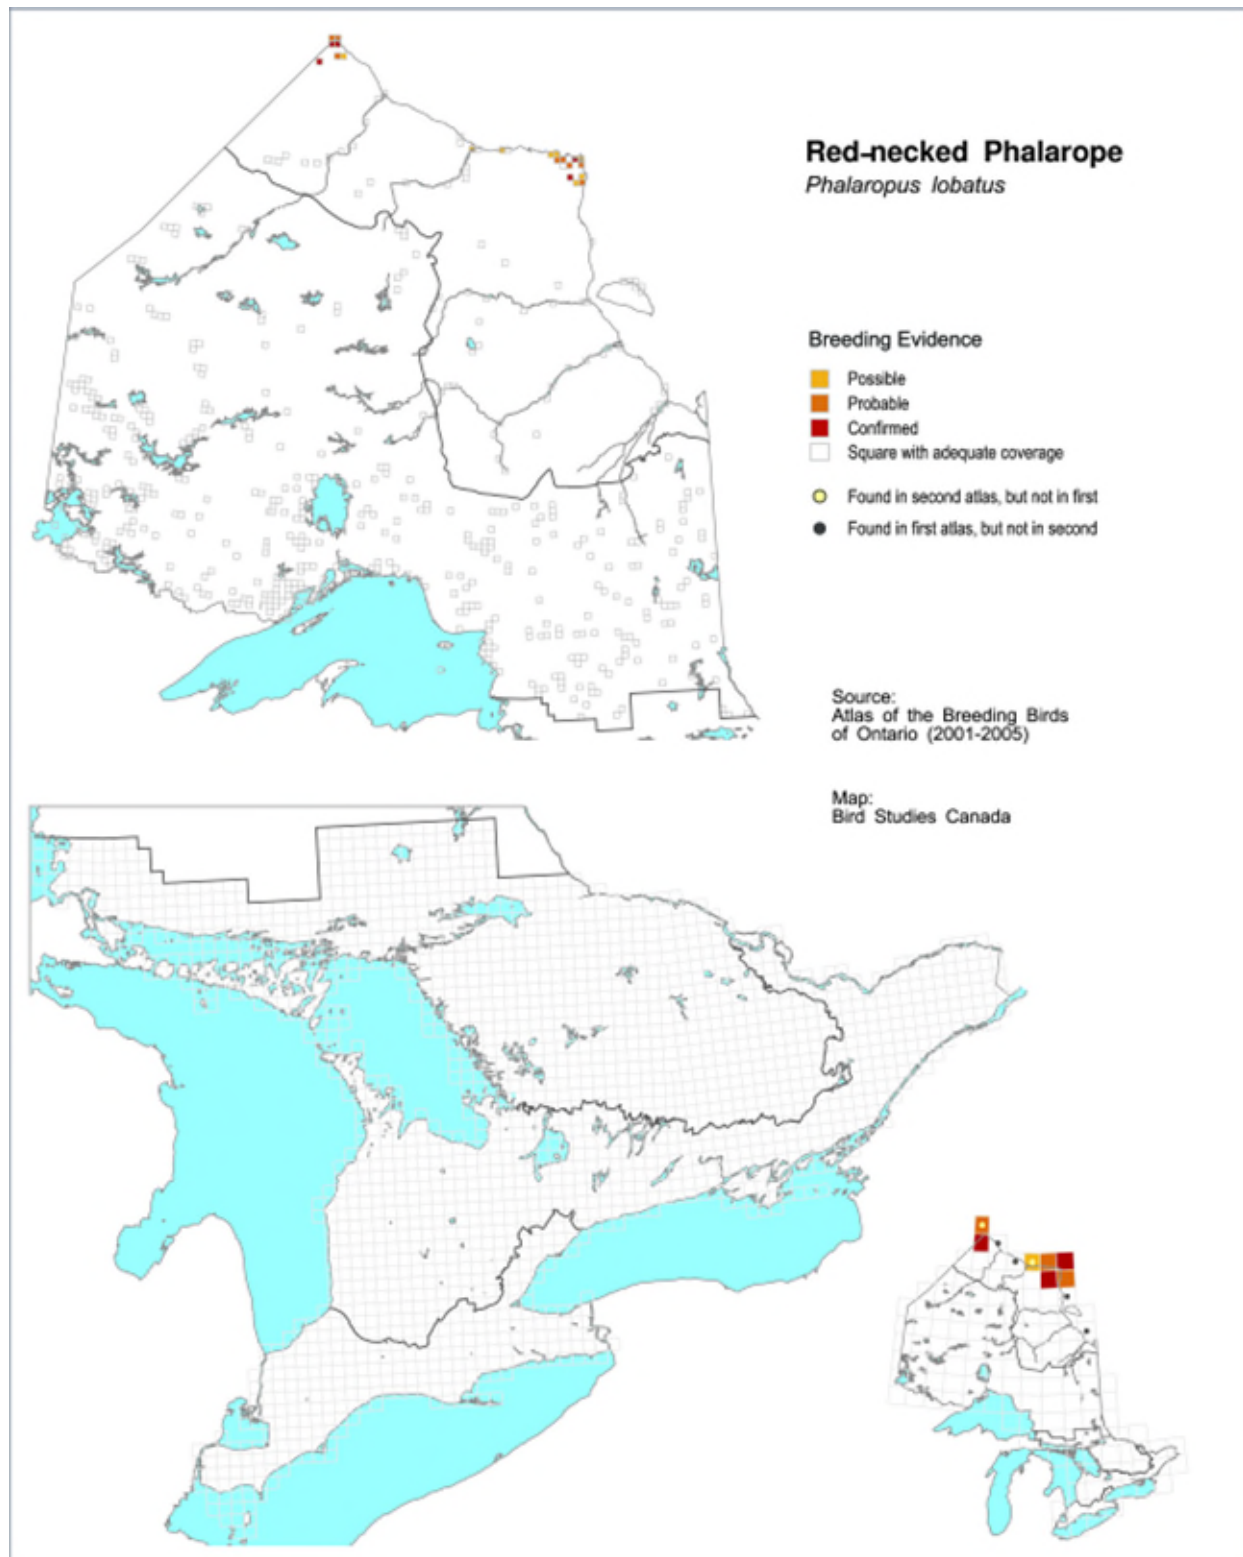 Red-necked Phalarope
Phalaropus lobatus
Breeding Evidence
Possible
Probable
Confirmed
Square with adequate coverage
Found in second atlas, but not in first
Found in first atlas, but not in second
Source:
Atlas of the Breeding Birds
of Ontario (2001-2005)
Map:
Bird Studies Canada